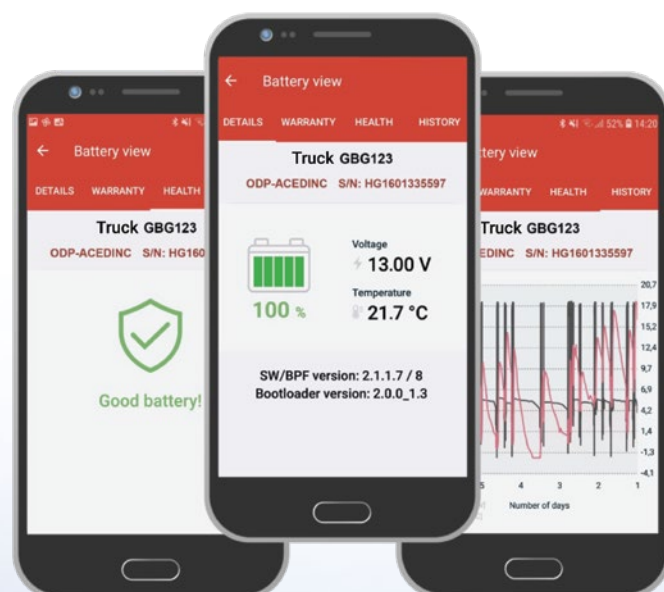 Battery view
DETAILS WARRANTY HEALTH
Truck GBG123
ODP-ACEDINC S/N: HG160
Good battery!
Battery view
DETAILS WARRANTY HEALTH HISTORY
Truck GBG123
ODP-ACEDINC S/N: HG1601335597
Voltage
13.00 V
Temperature
21.7 °C
100 %
SW/BPF version: 2.1.1.7 / 8
Bootloader version: 2.0.0_1.3
52% 14:20
ttery view
WARRANTY HEALTH HISTORY
Truck GBG123
EDINC S/N: HG1601335597
20,7
17,9
15,2
12,4
9,7
6,9
4,2
1,4
-1,3
-4,1
5 4 3 2 1
Number of days